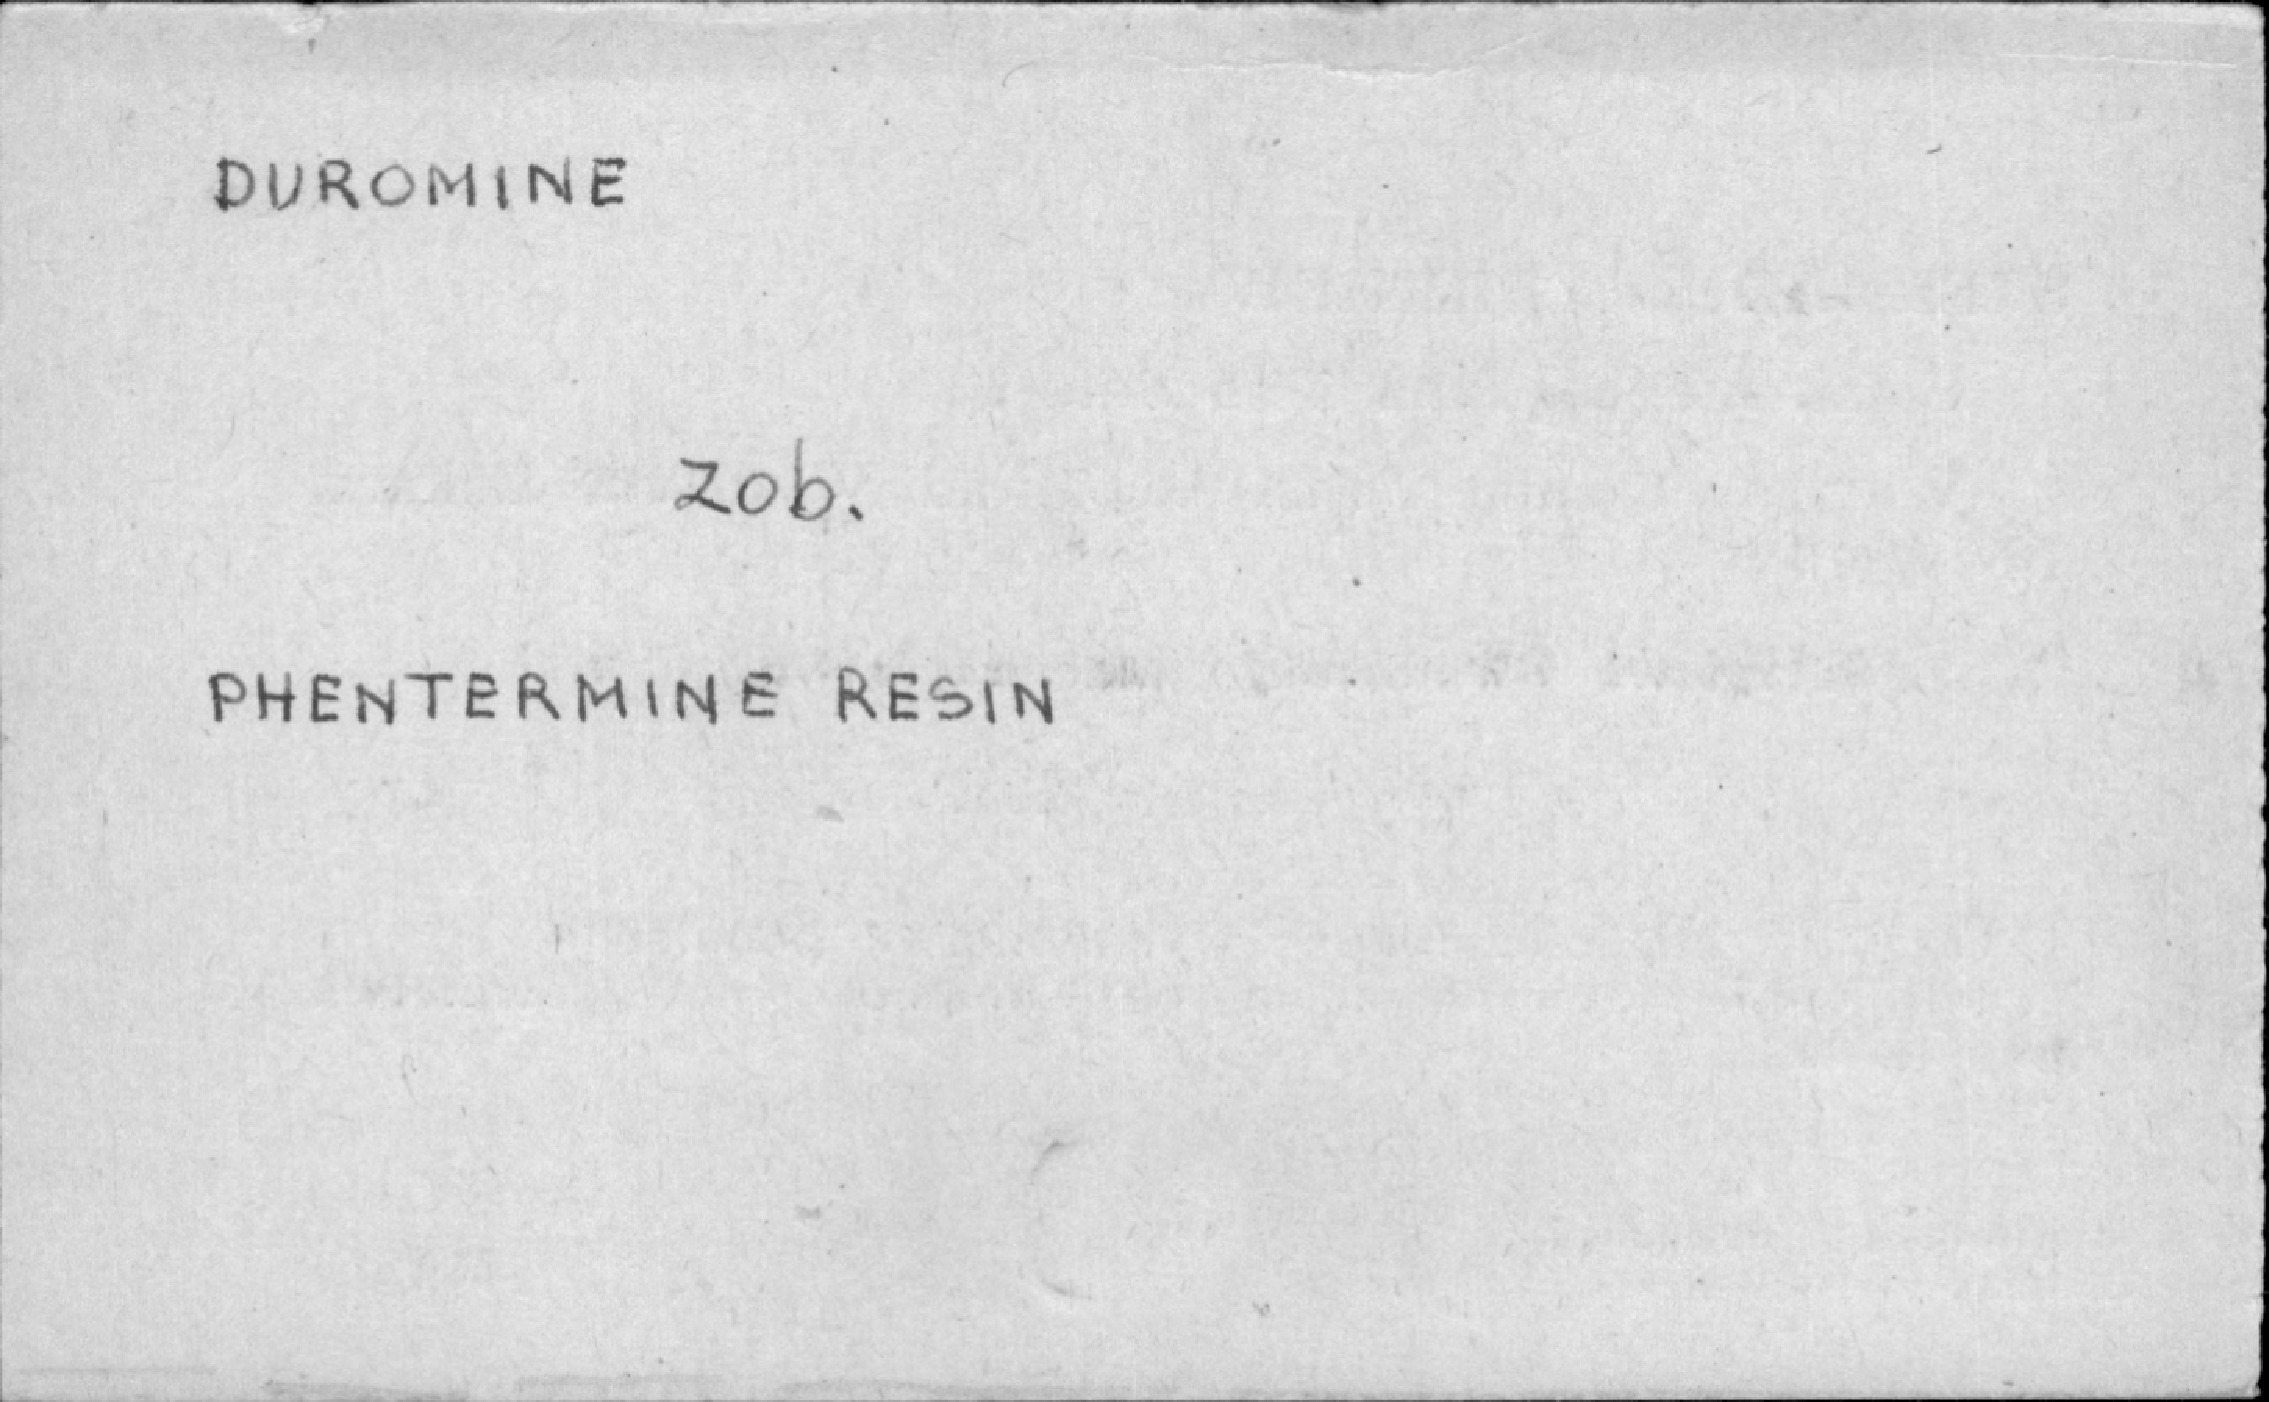 DUROMINE
zob.
PHENTERMINE RESIN